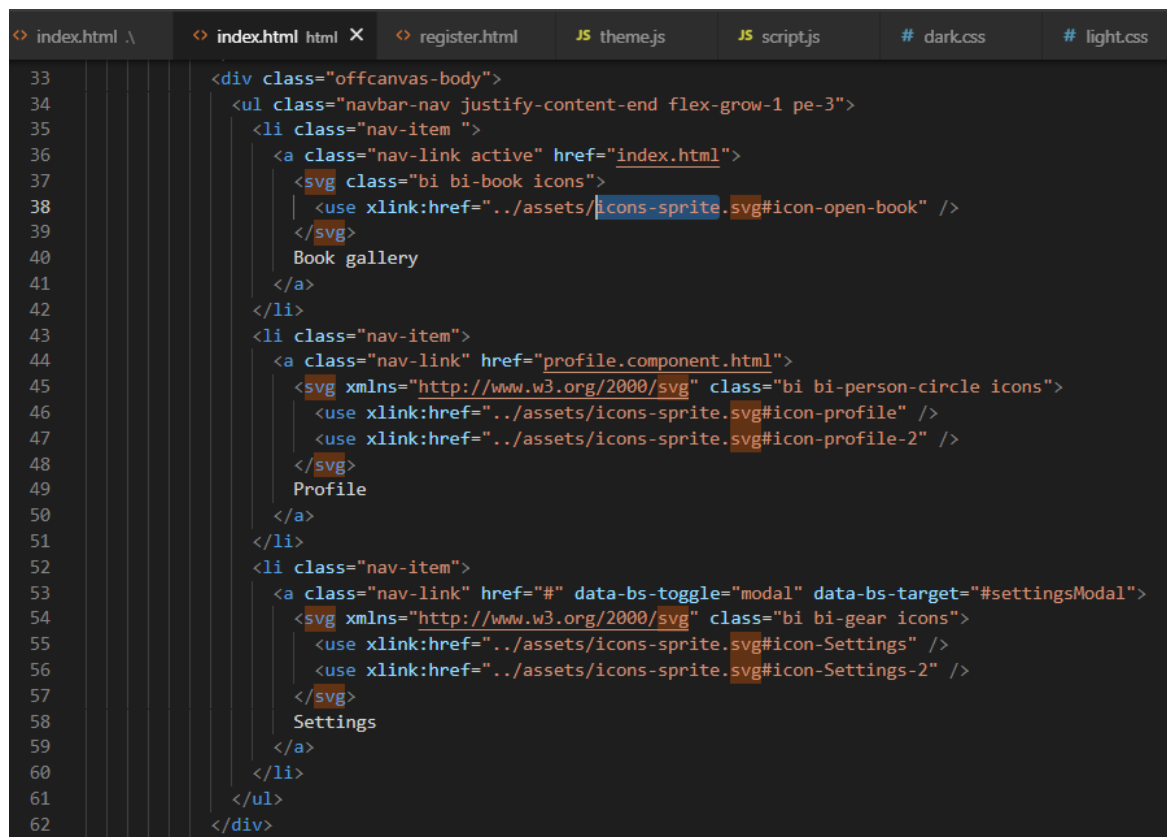 index.html .\ index.html html register.html JS theme.js JS script.js # dark.css # light.css
33 <div class="offcanvas-body">
34 <ul class="navbar-nav justify-content-end flex-grow-1 pe-3">
35 <li class="nav-item ">
36 <a class="nav-link active" href="index.html">
37 <svg class="bi bi-book icons">
38 <use xlink:href="../assets/icons-sprite.svg#icon-open-book" />
39 </svg>
40 Book gallery
41 </a>
42 </li>
43 <li class="nav-item">
44 <a class="nav-link" href="profile.component.html">
45 <svg xmlns="http://www.w3.org/2000/svg" class="bi bi-person-circle icons">
46 <use xlink:href="../assets/icons-sprite.svg#icon-profile" />
47 <use xlink:href="../assets/icons-sprite.svg#icon-profile-2" />
48 </svg>
49 Profile
50 </a>
51 </li>
52 <li class="nav-item">
53 <a class="nav-link" href="#" data-bs-toggle="modal" data-bs-target="#settingsModal">
54 <svg xmlns="http://www.w3.org/2000/svg" class="bi bi-gear icons">
55 <use xlink:href="../assets/icons-sprite.svg#icon-Settings" />
56 <use xlink:href="../assets/icons-sprite.svg#icon-Settings-2" />
57 </svg>
58 Settings
59 </a>
60 </li>
61 </ul>
62 </div>